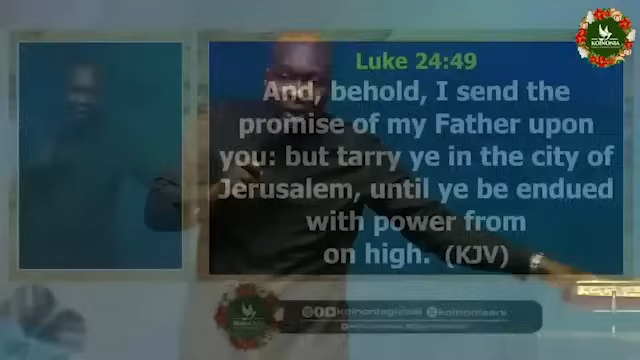 KOINONIA
Luke 24:49
And, behold, I send the
promise of my Father upon
you: but tarry ye in the city of
Jerusalem, until ye be endued
with power from
on high. (KJV)
koinoniaglobal